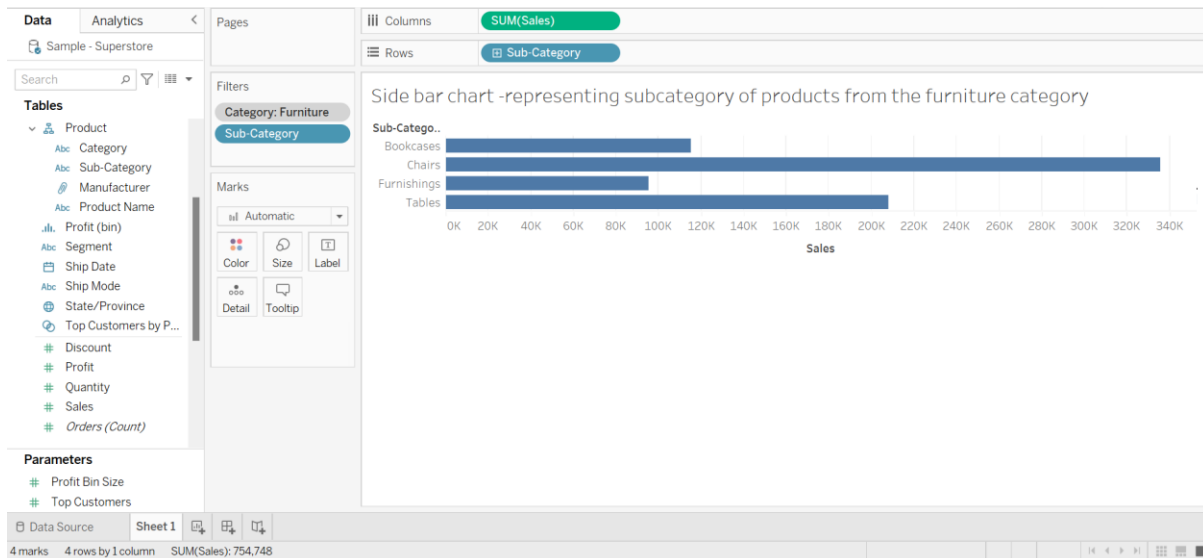 Data Analytics <
Sample - Superstore
Search
Tables
Product
Abc Category
Abc Sub-Category
Manufacturer
Abc Product Name
Profit (bin)
Abc Segment
Ship Date
Abc Ship Mode
State/Province
Top Customers by P...
# Discount
# Profit
# Quantity
# Sales
# Orders (Count)
Parameters
# Profit Bin Size
# Top Customers
Pages
Filters
Category: Furniture
Sub-Category
Marks
Automatic
Color Size Label
Detail Tooltip
Columns SUM(Sales)
Rows Sub-Category
Side bar chart -representing subcategory of products from the furniture category
Sub-Catego..
Bookcases
Chairs
Furnishings
Tables
0K 20K 40K 60K 80K 100K 120K 140K 160K 180K 200K 220K 240K 260K 280K 300K 320K 340K
Sales
Data Source Sheet 1
4 marks 4 rows by 1 column SUM(Sales): 754,748